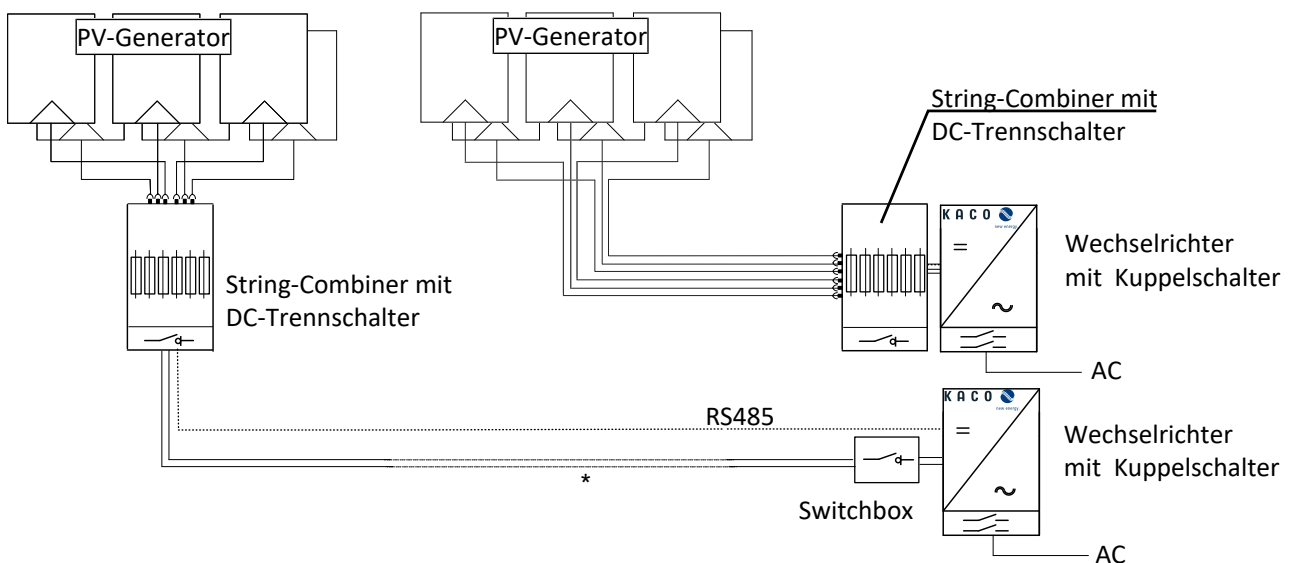 PV-Generator
PV-Generator
String-Combiner mit
DC-Trennschalter
KACO
new energy
=
~
Wechselrichter
mit Kuppelschalter
String-Combiner mit
DC-Trennschalter
AC
RS485
KACO
new energy
=
~
Wechselrichter
mit Kuppelschalter
*
Switchbox
AC